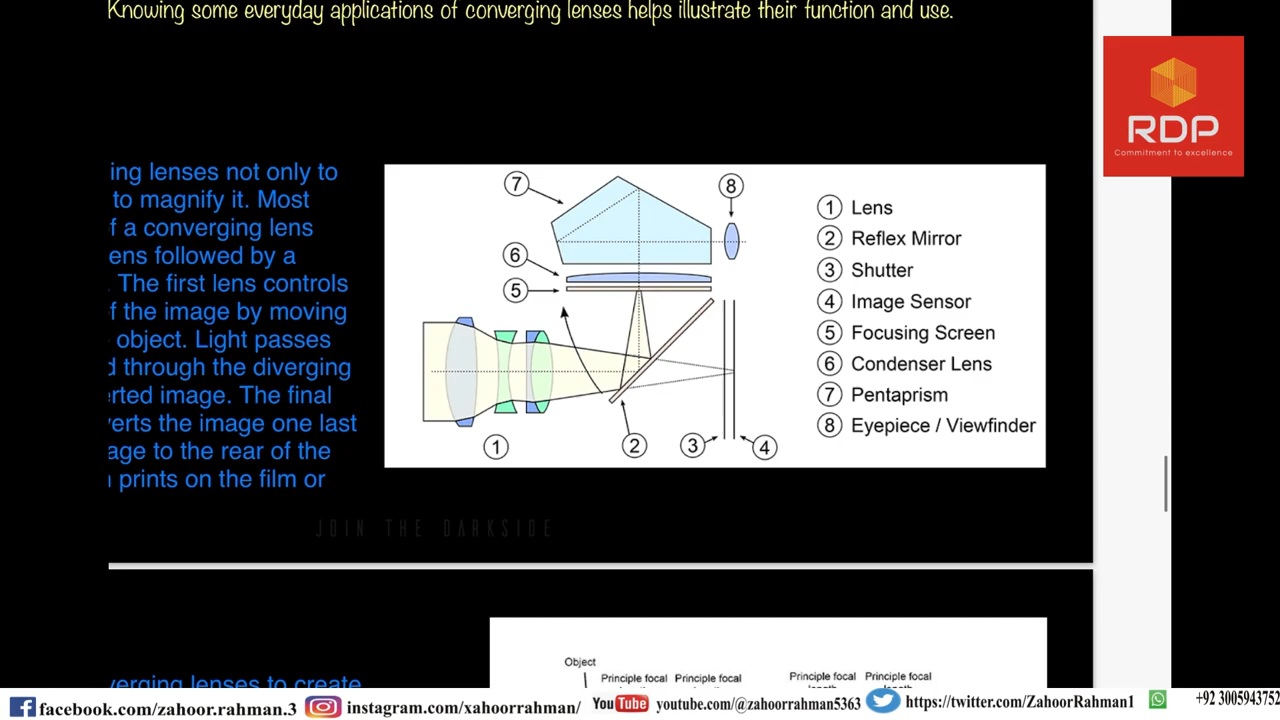 Knowing some everyday applications of converging lenses helps illustrate their function and use.
RDP
Commitment to excellence
ing lenses not only to
to magnify it. Most
f a converging lens
ens followed by a
. The first lens controls
f the image by moving
object. Light passes
d through the diverging
erted image. The final
verts the image one last
age to the rear of the
prints on the film or
7
8
6
5
1
2
3
4
1 Lens
2 Reflex Mirror
3 Shutter
4 Image Sensor
5 Focusing Screen
6 Condenser Lens
7 Pentaprism
8 Eyepiece / Viewfinder
JOIN THE DARKSIDE
verging lenses to create
Object
Principle focal
Principle focal
Principle focal
Principle focal
facebook.com/zahoor.rahman.3
instagram.com/xahoorrahman/
YouTube
youtube.com/@zahoorrahman5363
https://twitter.com/ZahoorRahman1
+92 3005943752